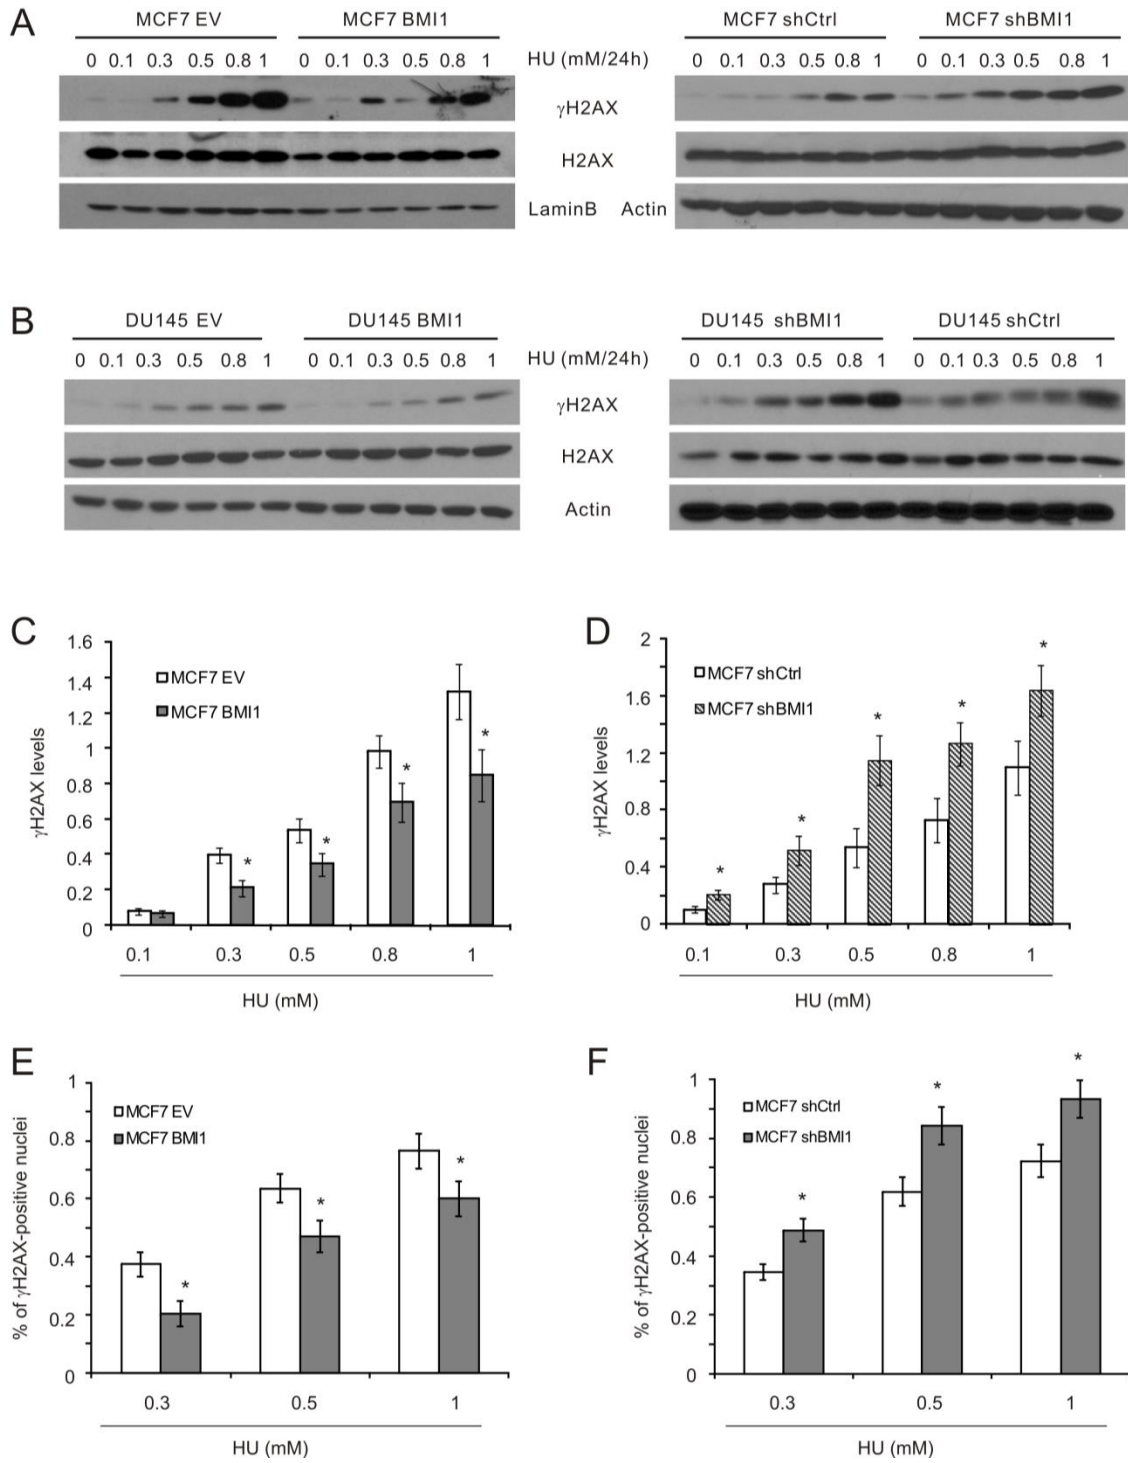 A
MCF7 EV MCF7 BMI1 MCF7 shCtrl MCF7 shBMI1
0 0.1 0.3 0.5 0.8 1 0 0.1 0.3 0.5 0.8 1 HU (mM/24h) 0 0.1 0.3 0.5 0.8 1 0 0.1 0.3 0.5 0.8 1
γH2AX
H2AX
LaminB Actin
B
DU145 EV DU145 BMI1 DU145 shBMI1 DU145 shCtrl
0 0.1 0.3 0.5 0.8 1 0 0.1 0.3 0.5 0.8 1 HU (mM/24h) 0 0.1 0.3 0.5 0.8 1 0 0.1 0.3 0.5 0.8 1
γH2AX
H2AX
Actin
C
γH2AX levels
1.6
1.4
1.2
1
0.8
0.6
0.4
0.2
0
MCF7 EV
MCF7 BMI1
* * * *
0.1 0.3 0.5 0.8 1
HU (mM)
D
γH2AX levels
2
1.6
1.2
0.8
0.4
0
MCF7 shCtrl
MCF7 shBMI1
* * * * *
0.1 0.3 0.5 0.8 1
HU (mM)
E
% of γH2AX-positive nuclei
1
0.8
0.6
0.4
0.2
0
MCF7 EV
MCF7 BMI1
* * *
0.3 0.5 1
HU (mM)
F
% of γH2AX-positive nuclei
1
0.8
0.6
0.4
0.2
0
MCF7 shCtrl
MCF7 shBMI1
* * *
0.3 0.5 1
HU (mM)